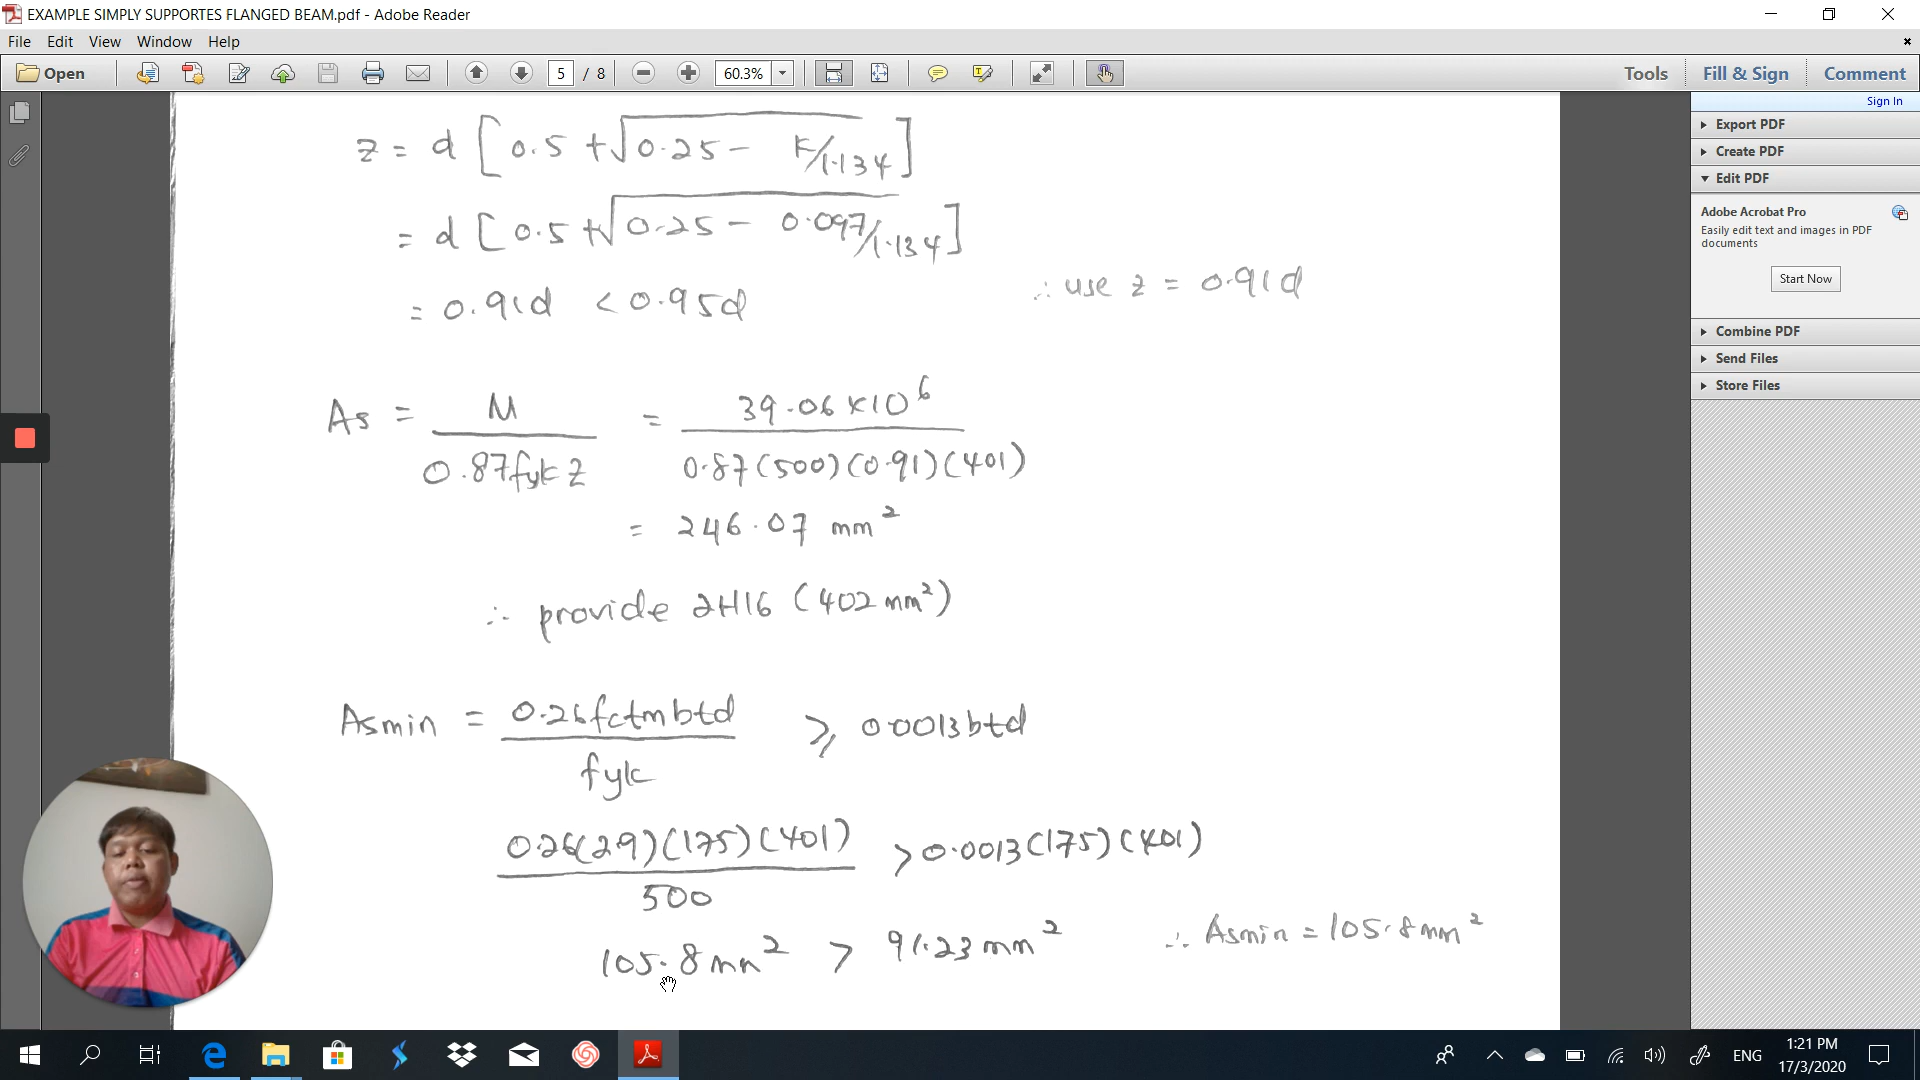 EXAMPLE SIMPLY SUPPORTES FLANGED BEAM.pdf - Adobe Reader
File Edit View Window Help
Open 5 / 8 60.3% Tools Fill & Sign Comment
Sign In
Export PDF
Create PDF
Edit PDF
Adobe Acrobat Pro
Easily edit text and images in PDF
documents
Start Now
Combine PDF
Send Files
Store Files
z = d [0.5 + √0.25 - K/1.134]
= d [0.5 + √0.25 - 0.097/1.134]
= 0.91d < 0.95d ∴ use z = 0.91d
As = M / 0.87fyk z = 39.06 x 10⁶ / 0.87(500)(0.91)(401)
= 246.07 mm²
∴ provide 2H16 (402 mm²)
Asmin = 0.26fctmbtd / fyk ≥ 0.0013btd
0.26(2.9)(175)(401) / 500 > 0.0013(175)(401)
105.8 mm² > 91.23 mm² ∴ Asmin = 105.8 mm²
ENG
1:21 PM
17/3/2020